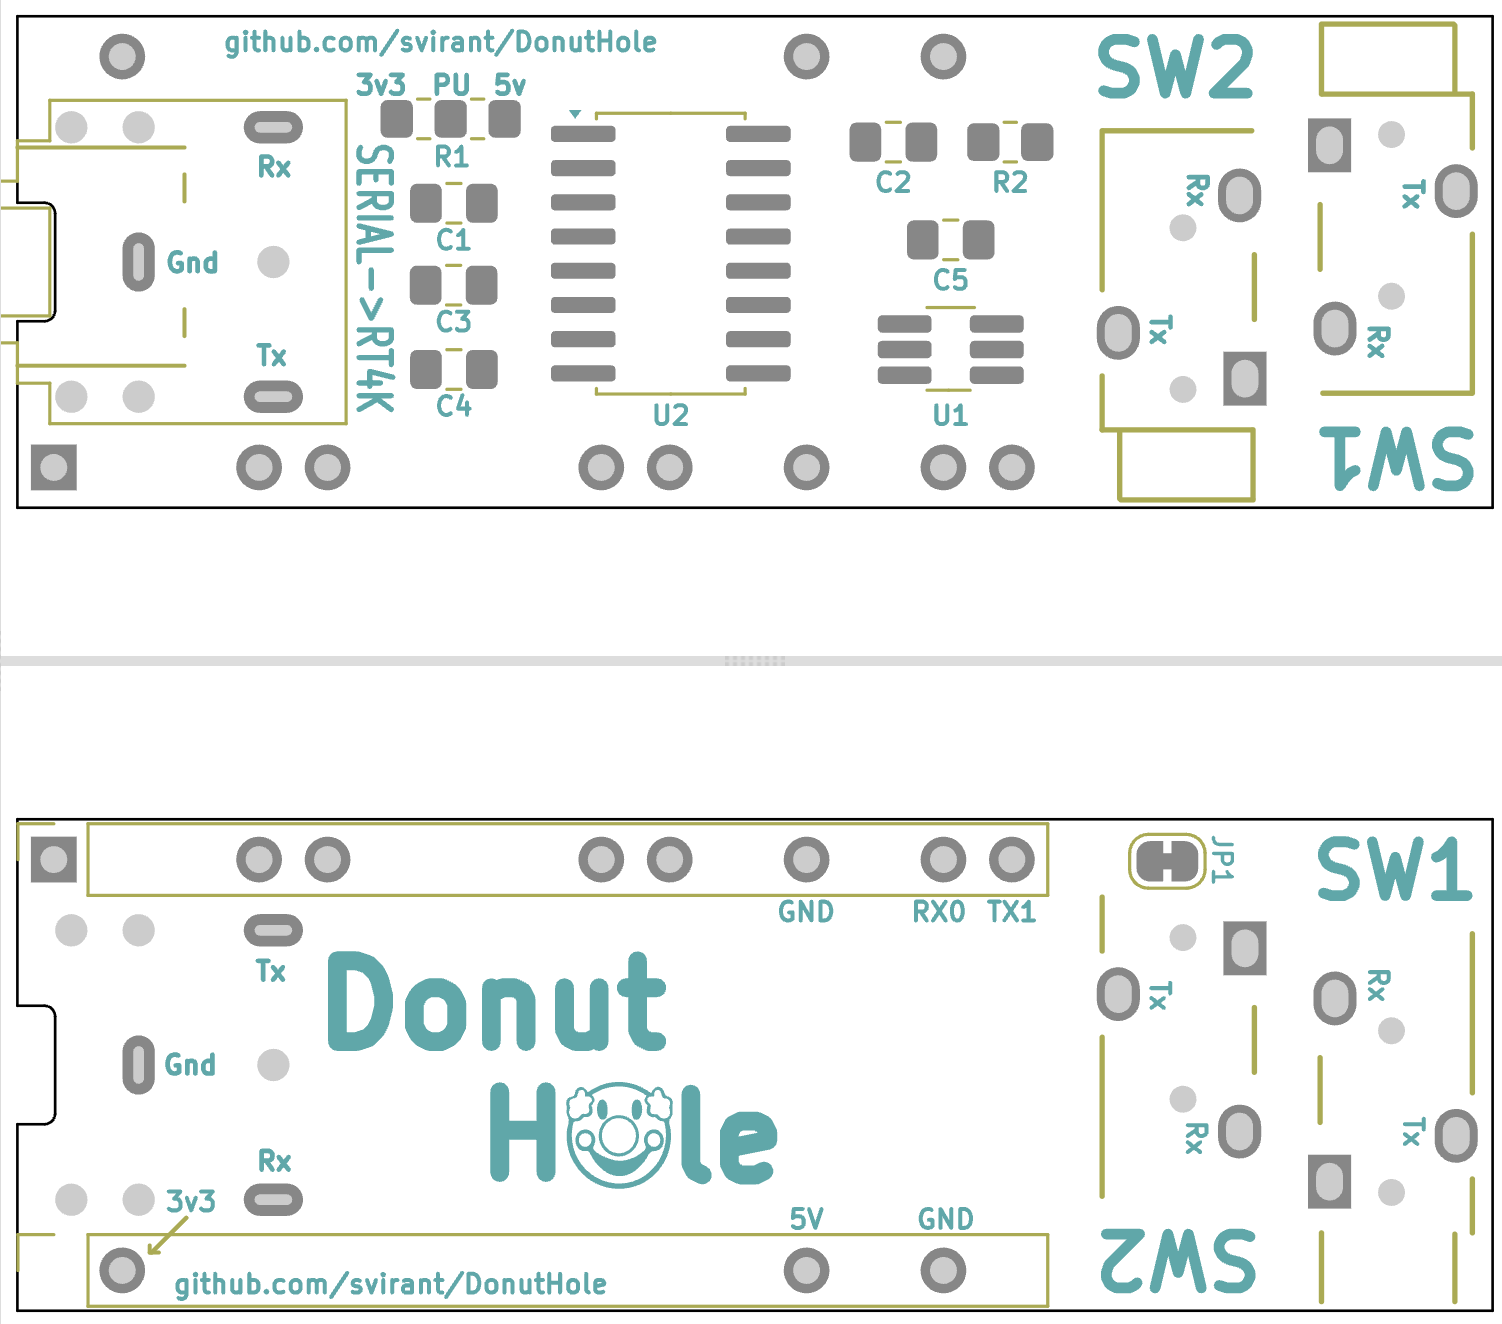 github.com/svirant/DonutHole
SW2
3v3 PU 5v
Rx
R1
C2
R2
Rx
Tx
SERIAL->RT4K
C1
Gnd
C5
C3
Tx
Rx
Tx
C4
U2
U1
SW1
JP1
SW1
GND
RX0
TX1
Tx
Donut
Rx
Tx
Gnd
Hole
Rx
Tx
Rx
3v3
5V
GND
SW2
github.com/svirant/DonutHole